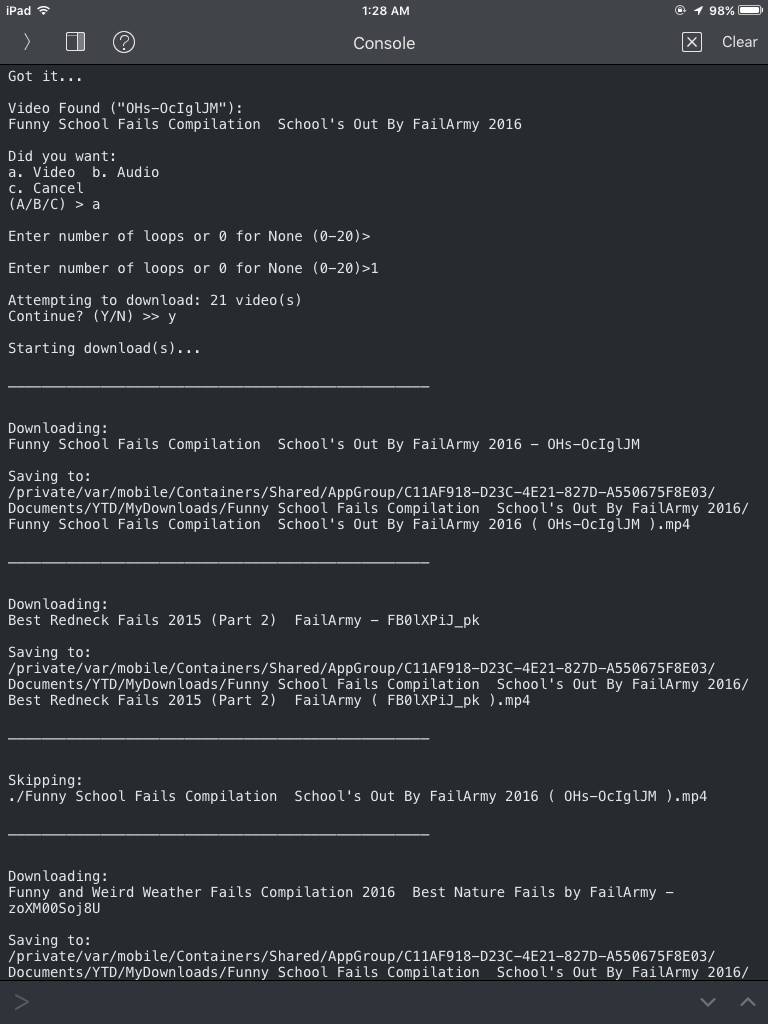 iPad 1:28 AM 98%
Console Clear
Got it...
Video Found ("OHs-OcIglJM"):
Funny School Fails Compilation  School's Out By FailArmy 2016
Did you want:
a. Video  b. Audio
c. Cancel
(A/B/C) > a
Enter number of loops or 0 for None (0-20)>
Enter number of loops or 0 for None (0-20)>1
Attempting to download: 21 video(s)
Continue? (Y/N) >> y
Starting download(s)...
Downloading:
Funny School Fails Compilation  School's Out By FailArmy 2016 - OHs-OcIglJM
Saving to:
/private/var/mobile/Containers/Shared/AppGroup/C11AF918-D23C-4E21-827D-A550675F8E03/
Documents/YTD/MyDownloads/Funny School Fails Compilation  School's Out By FailArmy 2016/
Funny School Fails Compilation  School's Out By FailArmy 2016 ( OHs-OcIglJM ).mp4
Downloading:
Best Redneck Fails 2015 (Part 2)  FailArmy - FB0lXPiJ_pk
Saving to:
/private/var/mobile/Containers/Shared/AppGroup/C11AF918-D23C-4E21-827D-A550675F8E03/
Documents/YTD/MyDownloads/Funny School Fails Compilation  School's Out By FailArmy 2016/
Best Redneck Fails 2015 (Part 2)  FailArmy ( FB0lXPiJ_pk ).mp4
Skipping:
./Funny School Fails Compilation  School's Out By FailArmy 2016 ( OHs-OcIglJM ).mp4
Downloading:
Funny and Weird Weather Fails Compilation 2016  Best Nature Fails by FailArmy -
zoXM00Soj8U
Saving to:
/private/var/mobile/Containers/Shared/AppGroup/C11AF918-D23C-4E21-827D-A550675F8E03/
Documents/YTD/MyDownloads/Funny School Fails Compilation  School's Out By FailArmy 2016/
>